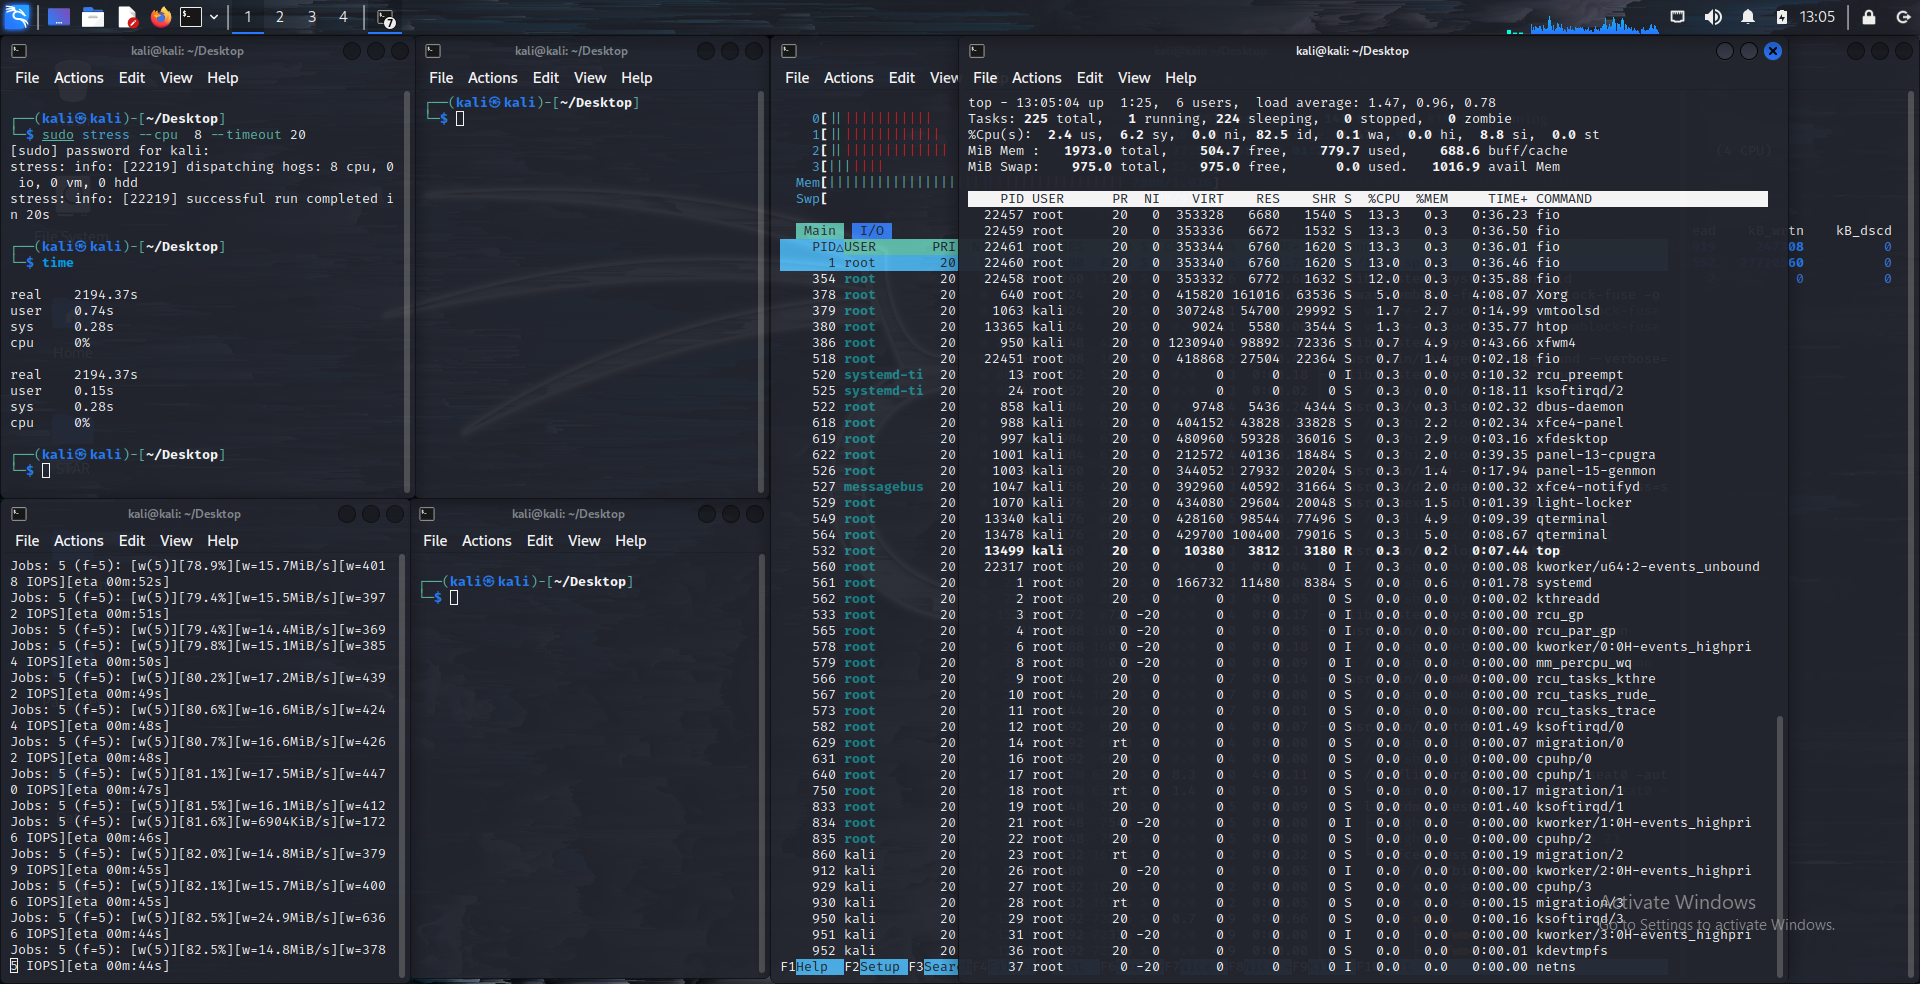 1 2 3 4 7 13:05
kali@kali: ~/Desktop
File Actions Edit View Help
┌──(kali㉿kali)-[~/Desktop]
└─$ sudo stress --cpu  8 --timeout 20
[sudo] password for kali:
stress: info: [22219] dispatching hogs: 8 cpu, 0
 io, 0 vm, 0 hdd
stress: info: [22219] successful run completed i
n 20s
┌──(kali㉿kali)-[~/Desktop]
└─$ time
real    2194.37s
user    0.74s
sys     0.28s
cpu     0%
real    2194.37s
user    0.15s
sys     0.28s
cpu     0%
┌──(kali㉿kali)-[~/Desktop]
└─$
kali@kali: ~/Desktop
File Actions Edit View Help
┌──(kali㉿kali)-[~/Desktop]
└─$
kali@kali: ~/Desktop
File Actions Edit View Help
Jobs: 5 (f=5): [w(5)][78.9%][w=15.7MiB/s][w=401
8 IOPS][eta 00m:52s]
Jobs: 5 (f=5): [w(5)][79.4%][w=15.5MiB/s][w=397
2 IOPS][eta 00m:51s]
Jobs: 5 (f=5): [w(5)][79.4%][w=14.4MiB/s][w=369
Jobs: 5 (f=5): [w(5)][79.8%][w=15.1MiB/s][w=385
4 IOPS][eta 00m:50s]
Jobs: 5 (f=5): [w(5)][80.2%][w=17.2MiB/s][w=439
2 IOPS][eta 00m:49s]
Jobs: 5 (f=5): [w(5)][80.6%][w=16.6MiB/s][w=424
4 IOPS][eta 00m:48s]
Jobs: 5 (f=5): [w(5)][80.7%][w=16.6MiB/s][w=426
2 IOPS][eta 00m:48s]
Jobs: 5 (f=5): [w(5)][81.1%][w=17.5MiB/s][w=447
0 IOPS][eta 00m:47s]
Jobs: 5 (f=5): [w(5)][81.5%][w=16.1MiB/s][w=412
Jobs: 5 (f=5): [w(5)][81.6%][w=6904KiB/s][w=172
6 IOPS][eta 00m:46s]
Jobs: 5 (f=5): [w(5)][82.0%][w=14.8MiB/s][w=379
9 IOPS][eta 00m:45s]
Jobs: 5 (f=5): [w(5)][82.1%][w=15.7MiB/s][w=400
6 IOPS][eta 00m:45s]
Jobs: 5 (f=5): [w(5)][82.5%][w=24.9MiB/s][w=636
6 IOPS][eta 00m:44s]
Jobs: 5 (f=5): [w(5)][82.5%][w=14.8MiB/s][w=378
5 IOPS][eta 00m:44s]
kali@kali: ~/Desktop
File Actions Edit View Help
┌──(kali㉿kali)-[~/Desktop]
└─$
File Actions Edit View
0[
1[
2[
3[
Mem[
Swp[
Main I/O
PID△USER PRI
1 root 20
354 root 20
378 root 20
379 root 20
380 root 20
386 root 20
518 root 20
520 systemd-ti 20
525 systemd-ti 20
522 root 20
618 root 20
619 root 20
622 root 20
526 root 20
527 messagebus 20
529 root 20
549 root 20
564 root 20
532 root 20
560 root 20
561 root 20
562 root 20
533 root 20
565 root 20
578 root 20
579 root 20
566 root 20
567 root 20
573 root 20
582 root 20
629 root 20
631 root 20
640 root 20
750 root 20
833 root 20
834 root 20
835 root 20
860 kali 20
912 kali 20
929 kali 20
930 kali 20
950 kali 20
951 kali 20
952 kali 20
F1Help F2Setup F3Sear
kali@kali: ~/Desktop
File Actions Edit View Help
top - 13:05:04 up  1:25,  6 users,  load average: 1.47, 0.96, 0.78
Tasks: 225 total,   1 running, 224 sleeping,   0 stopped,   0 zombie
%Cpu(s):  2.4 us,  6.2 sy,  0.0 ni, 82.5 id,  0.1 wa,  0.0 hi,  8.8 si,  0.0 st
MiB Mem :   1973.0 total,    504.7 free,    779.7 used,    688.6 buff/cache
MiB Swap:    975.0 total,    975.0 free,      0.0 used.   1016.9 avail Mem
PID USER PR NI VIRT RES SHR S %CPU %MEM TIME+ COMMAND
22457 root 20 0 353328 6680 1540 S 13.3 0.3 0:36.23 fio
22459 root 20 0 353336 6672 1532 S 13.3 0.3 0:36.50 fio
22461 root 20 0 353344 6760 1620 S 13.3 0.3 0:36.01 fio
22460 root 20 0 353340 6760 1620 S 13.0 0.3 0:36.46 fio
22458 root 20 0 353332 6772 1632 S 12.0 0.3 0:35.88 fio
640 root 20 0 415820 161016 63536 S 5.0 8.0 4:08.07 Xorg
1063 kali 20 0 307248 54700 29992 S 1.7 2.7 0:14.99 vmtoolsd
13365 root 20 0 9024 5580 3544 S 1.3 0.3 0:35.77 htop
950 kali 20 0 1230940 98892 72336 S 0.7 4.9 0:43.66 xfwm4
22451 root 20 0 418868 27504 22364 S 0.7 1.4 0:02.18 fio
13 root 20 0 0 0 0 I 0.3 0.0 0:10.32 rcu_preempt
24 root 20 0 0 0 0 S 0.3 0.0 0:18.11 ksoftirqd/2
858 kali 20 0 9748 5436 4344 S 0.3 0.3 0:02.32 dbus-daemon
988 kali 20 0 404152 43828 33828 S 0.3 2.2 0:02.34 xfce4-panel
997 kali 20 0 480960 59328 36016 S 0.3 2.9 0:03.16 xfdesktop
1001 kali 20 0 212572 40136 18484 S 0.3 2.0 0:39.35 panel-13-cpugra
1003 kali 20 0 344052 27932 20204 S 0.3 1.4 0:17.94 panel-15-genmon
1047 kali 20 0 392960 40592 31664 S 0.3 2.0 0:00.32 xfce4-notifyd
1070 kali 20 0 434080 29604 20048 S 0.3 1.5 0:01.39 light-locker
13340 kali 20 0 428160 98544 77496 S 0.3 4.9 0:09.39 qterminal
13478 kali 20 0 429700 100400 79016 S 0.3 5.0 0:08.67 qterminal
13499 kali 20 0 10380 3812 3180 R 0.3 0.2 0:07.44 top
22317 root 20 0 0 0 0 I 0.3 0.0 0:00.08 kworker/u64:2-events_unbound
1 root 20 0 166732 11480 8384 S 0.0 0.6 0:01.78 systemd
2 root 20 0 0 0 0 S 0.0 0.0 0:00.02 kthreadd
3 root 0 -20 0 0 0 I 0.0 0.0 0:00.00 rcu_gp
4 root 0 -20 0 0 0 I 0.0 0.0 0:00.00 rcu_par_gp
6 root 0 -20 0 0 0 I 0.0 0.0 0:00.00 kworker/0:0H-events_highpri
8 root 0 -20 0 0 0 I 0.0 0.0 0:00.00 mm_percpu_wq
9 root 20 0 0 0 0 S 0.0 0.0 0:00.00 rcu_tasks_kthre
10 root 20 0 0 0 0 S 0.0 0.0 0:00.00 rcu_tasks_rude_
11 root 20 0 0 0 0 S 0.0 0.0 0:00.00 rcu_tasks_trace
12 root 20 0 0 0 0 S 0.0 0.0 0:01.49 ksoftirqd/0
14 root rt 0 0 0 0 S 0.0 0.0 0:00.07 migration/0
16 root 20 0 0 0 0 S 0.0 0.0 0:00.00 cpuhp/0
17 root 20 0 0 0 0 S 0.0 0.0 0:00.00 cpuhp/1
18 root rt 0 0 0 0 S 0.0 0.0 0:00.17 migration/1
19 root 20 0 0 0 0 S 0.0 0.0 0:01.40 ksoftirqd/1
21 root 0 -20 0 0 0 I 0.0 0.0 0:00.00 kworker/1:0H-events_highpri
22 root 20 0 0 0 0 S 0.0 0.0 0:00.00 cpuhp/2
23 root rt 0 0 0 0 S 0.0 0.0 0:00.19 migration/2
26 root 0 -20 0 0 0 I 0.0 0.0 0:00.00 kworker/2:0H-events_highpri
27 root 20 0 0 0 0 S 0.0 0.0 0:00.00 cpuhp/3
28 root rt 0 0 0 0 S 0.0 0.0 0:00.15 migration/3
29 root 20 0 0 0 0 S 0.0 0.0 0:00.16 ksoftirqd/3
31 root 0 -20 0 0 0 I 0.0 0.0 0:00.00 kworker/3:0H-events_highpri
36 root 20 0 0 0 0 S 0.0 0.0 0:00.01 kdevtmpfs
37 root 0 -20 0 0 0 I 0.0 0.0 0:00.00 netns
(4 CPU)
kB_wrtn kB_dscd
08 0
60 0
0 0
Activate Windows
Go to Settings to activate Windows.
File System
Home